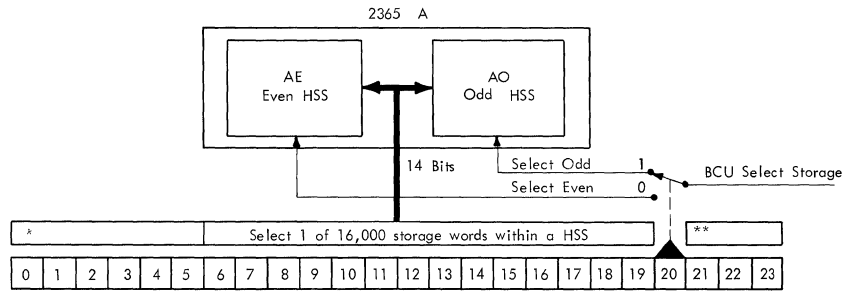 2365 A
AE
Even HSS
AO
Odd HSS
14 Bits
Select Odd 1
BCU Select Storage
Select Even 0
* Select 1 of 16,000 storage words within a HSS **
0 1 2 3 4 5 6 7 8 9 10 11 12 13 14 15 16 17 18 19 20 21 22 23